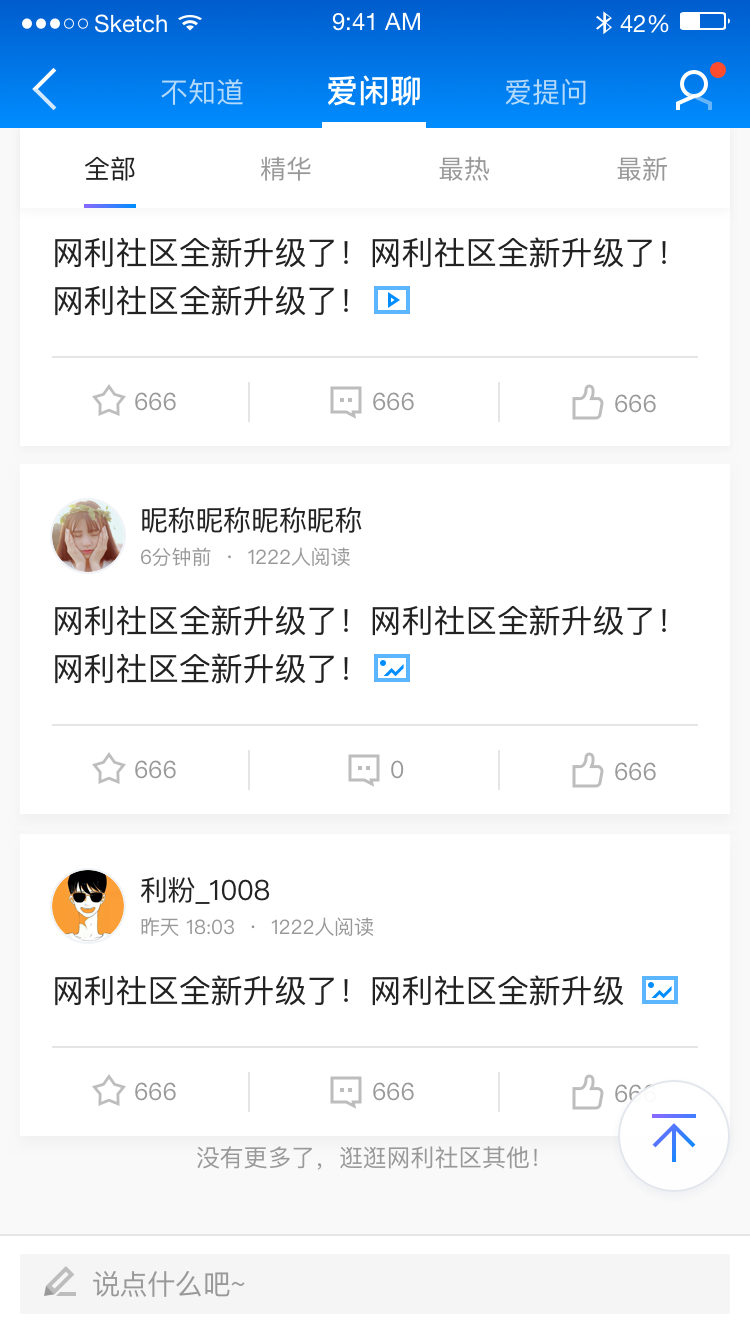 Sketch 9:41 AM 42%
不知道 爱闲聊 爱提问
全部 精华 最热 最新
网利社区全新升级了！网利社区全新升级了！
网利社区全新升级了！
666 666 666
昵称昵称昵称昵称
6分钟前 · 1222人阅读
网利社区全新升级了！网利社区全新升级了！
网利社区全新升级了！
666 0 666
利粉_1008
昨天 18:03 · 1222人阅读
网利社区全新升级了！网利社区全新升级
666 666 666
没有更多了，逛逛网利社区其他！
说点什么吧~